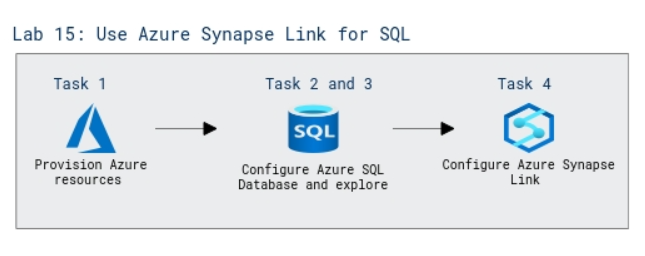 Lab 15: Use Azure Synapse Link for SQL
Task 1
Task 2 and 3
Task 4
SQL
Provision Azure
resources
Configure Azure SQL
Database and explore
Configure Azure Synapse
Link